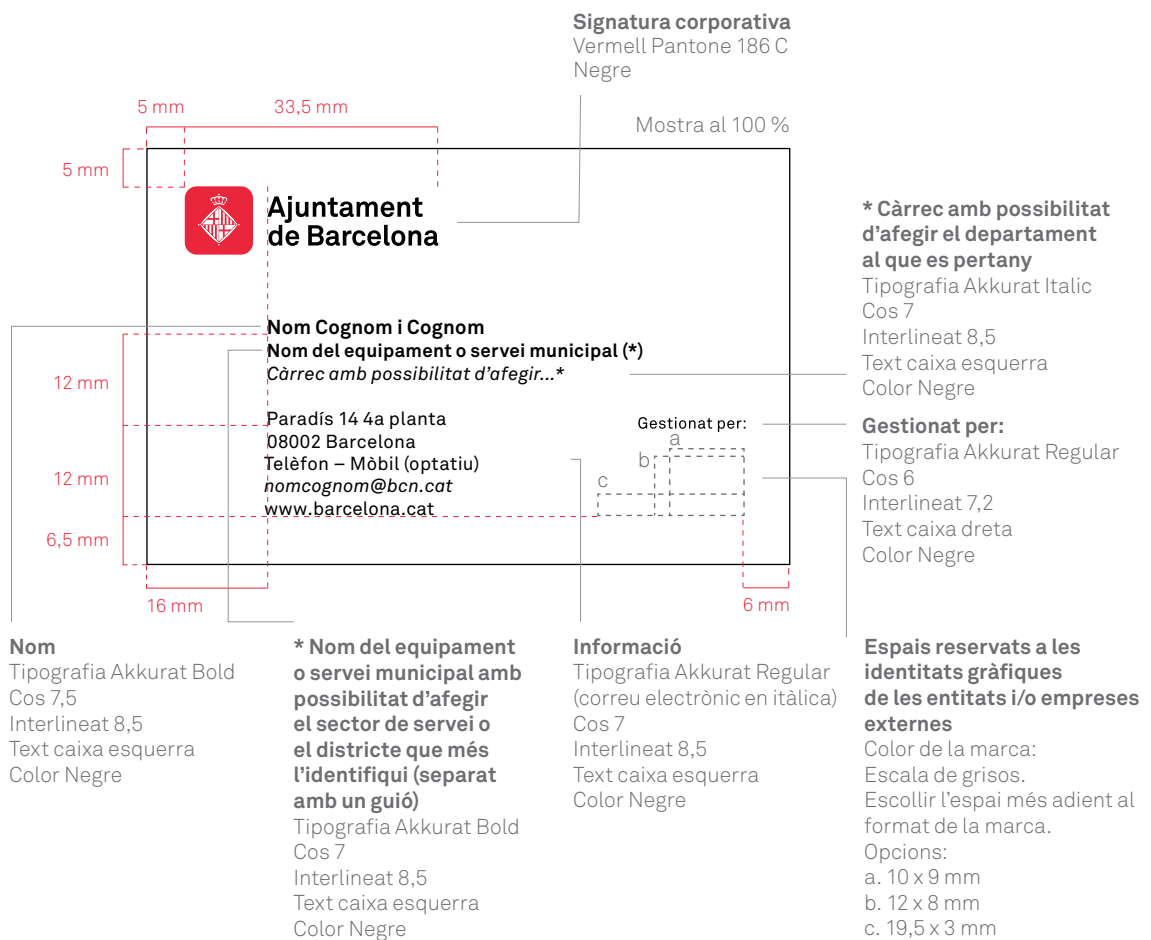 Signatura corporativa
Vermell Pantone 186 C
Negre
5 mm
33,5 mm
Mostra al 100 %
5 mm
Ajuntament
de Barcelona
* Càrrec amb possibilitat
d'afegir el departament
al que es pertany
Tipografia Akkurat Italic
Cos 7
Interlineat 8,5
Text caixa esquerra
Color Negre
Nom Cognom i Cognom
Nom del equipament o servei municipal (*)
Càrrec amb possibilitat d'afegir...*
12 mm
Paradís 14 4a planta
08002 Barcelona
Telèfon – Mòbil (optatiu)
nomcognom@bcn.cat
www.barcelona.cat
Gestionat per:
a
b
c
Gestionat per:
Tipografia Akkurat Regular
Cos 6
Interlineat 7,2
Text caixa dreta
Color Negre
12 mm
6,5 mm
16 mm
6 mm
Nom
Tipografia Akkurat Bold
Cos 7,5
Interlineat 8,5
Text caixa esquerra
Color Negre
* Nom del equipament
o servei municipal amb
possibilitat d'afegir
el sector de servei o
el districte que més
l'identifiqui (separat
amb un guió)
Tipografia Akkurat Bold
Cos 7
Interlineat 8,5
Text caixa esquerra
Color Negre
Informació
Tipografia Akkurat Regular
(correu electrònic en itàlica)
Cos 7
Interlineat 8,5
Text caixa esquerra
Color Negre
Espais reservats a les
identitats gràfiques
de les entitats i/o empreses
externes
Color de la marca:
Escala de grisos.
Escollir l'espai més adient al
format de la marca.
Opcions:
a. 10 x 9 mm
b. 12 x 8 mm
c. 19,5 x 3 mm